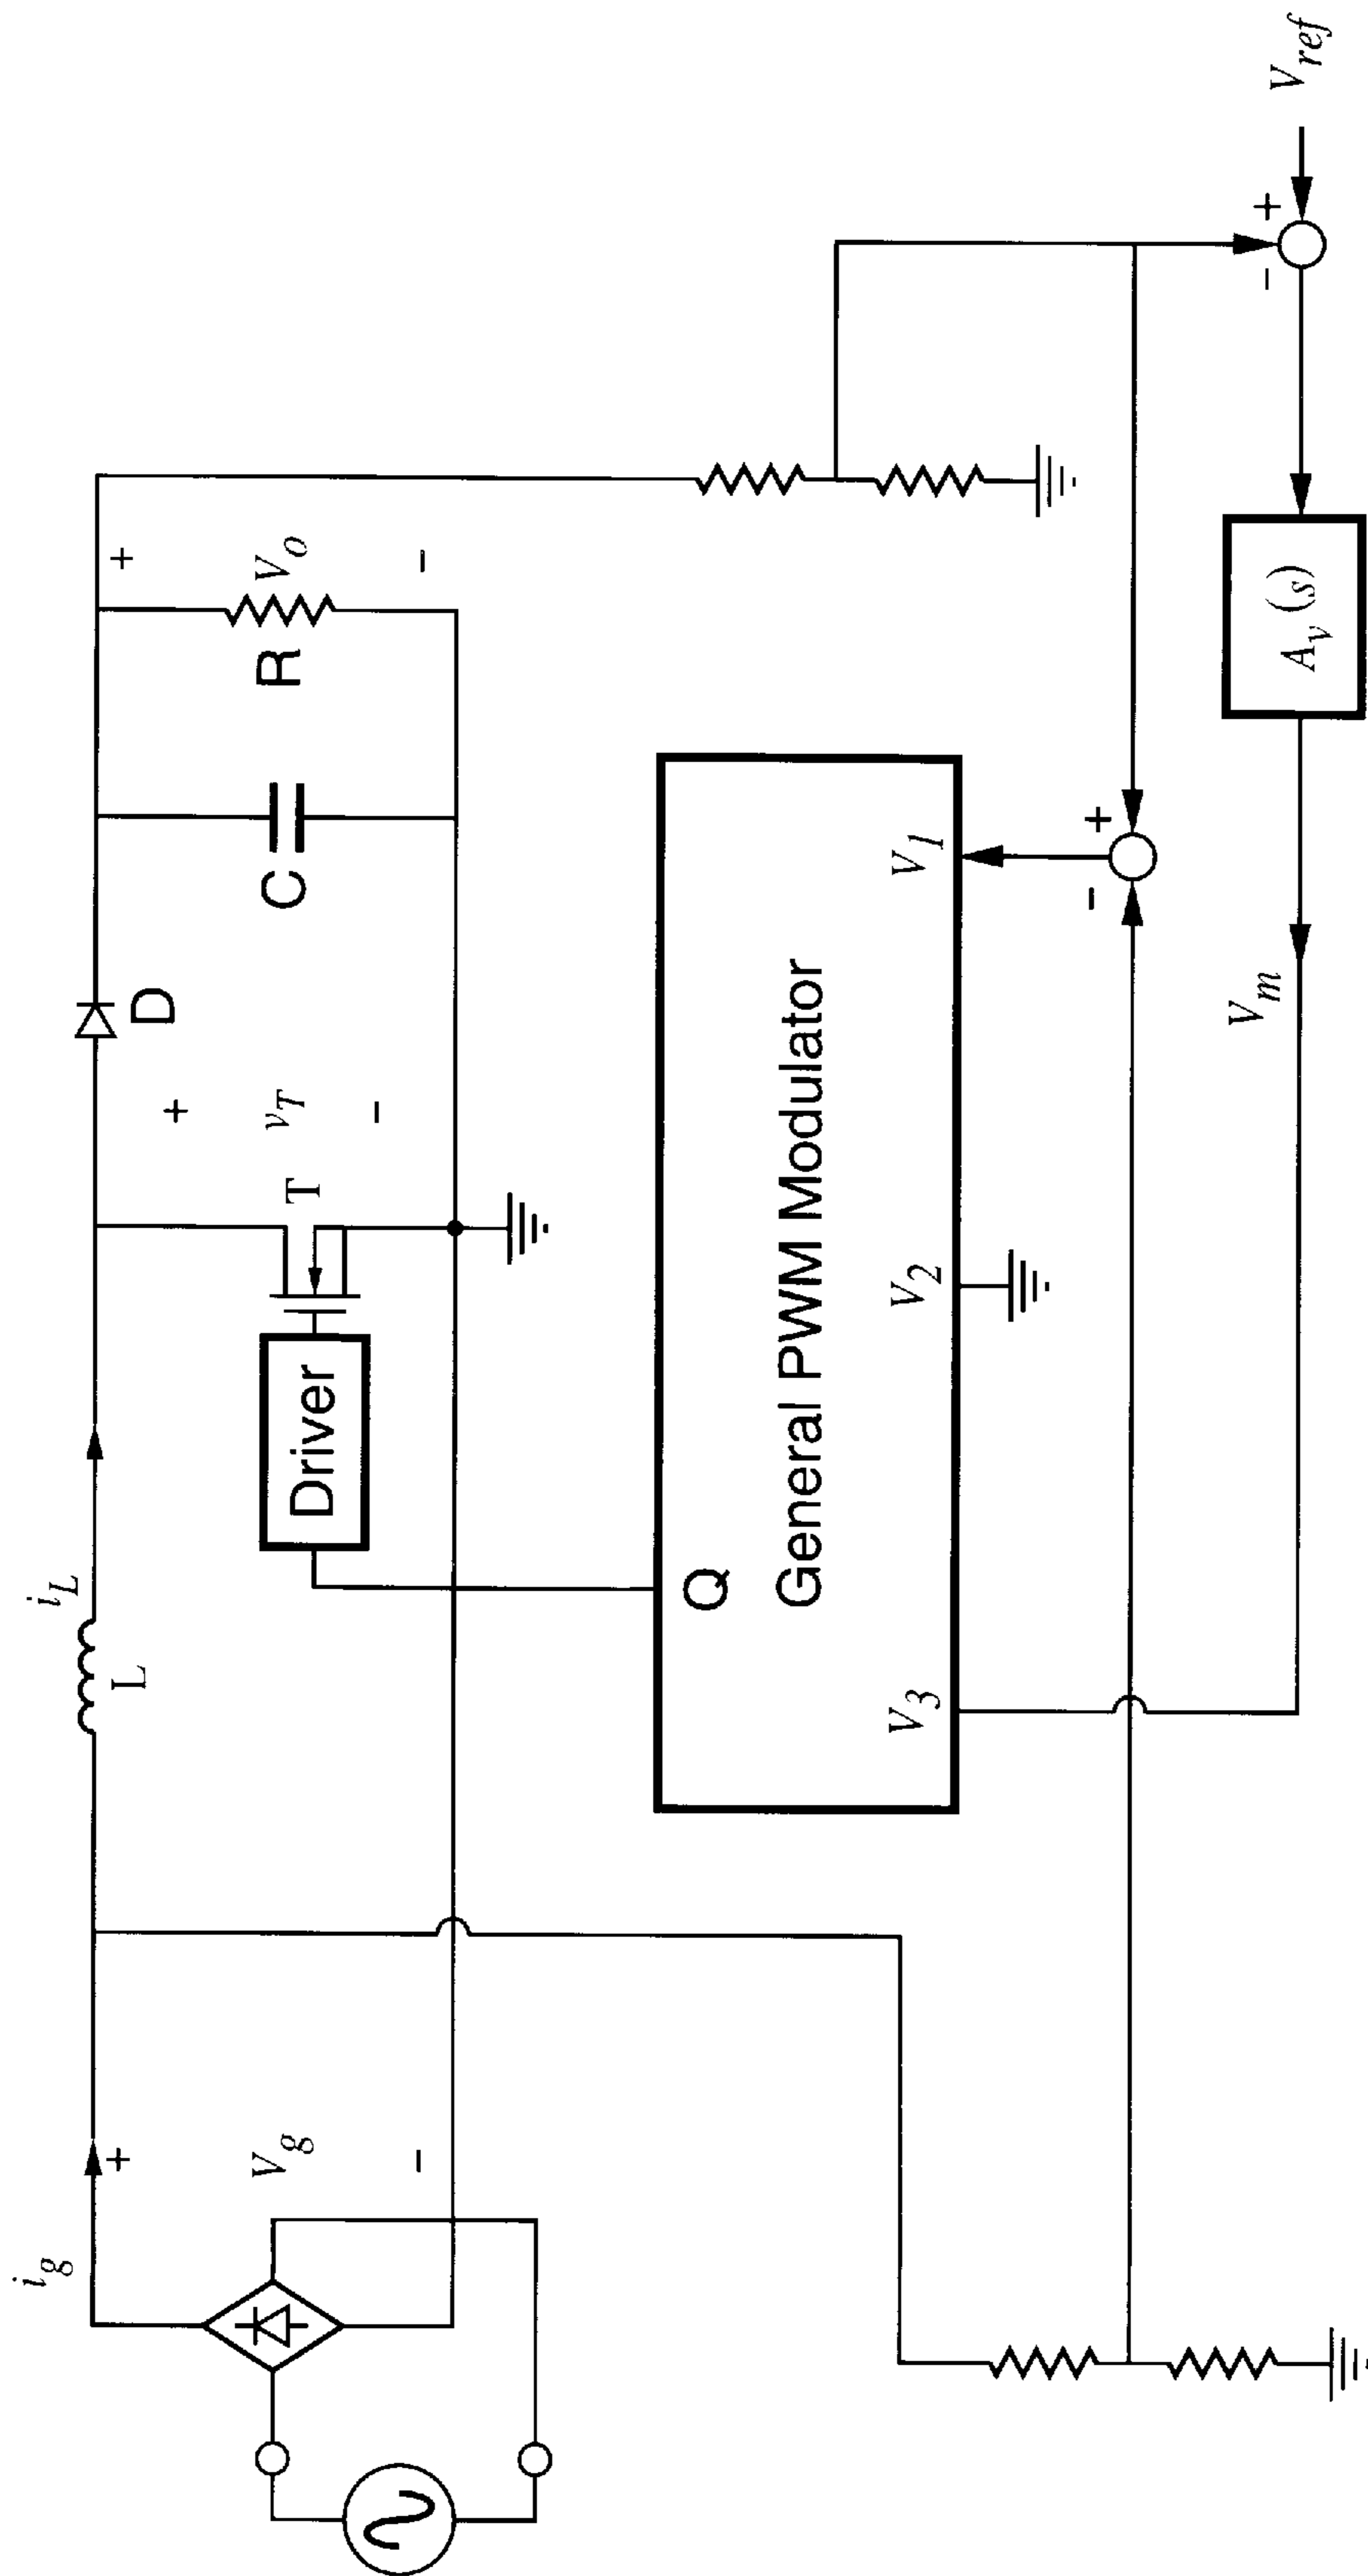 i_g
+
V_g
-
L
i_L
Driver
T
+
v_T
-
D
C
R
+
V_o
-
Q
General PWM Modulator
V_3
V_2
V_1
-
+
V_m
A_v (s)
-
+
V_ref